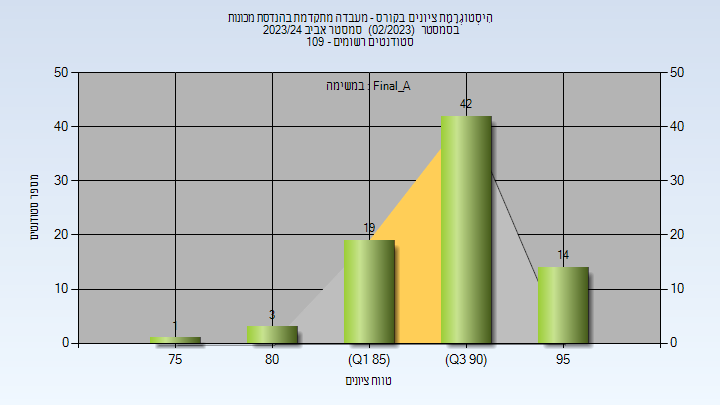 היסטוגרמת ציונים בקורס - מעבדה מתקדמת בהנדסת מכונות
בסמסטר (02/2023) סמסטר אביב 2023/24
סטודנטים רשומים - 109
במשימה : Final_A
50 50
42
40 40
30 30
19
20 20
14
10 10
3
1
0 0
75 80 (Q1 85) (Q3 90) 95
מספר סטודנטים
טווח ציונים